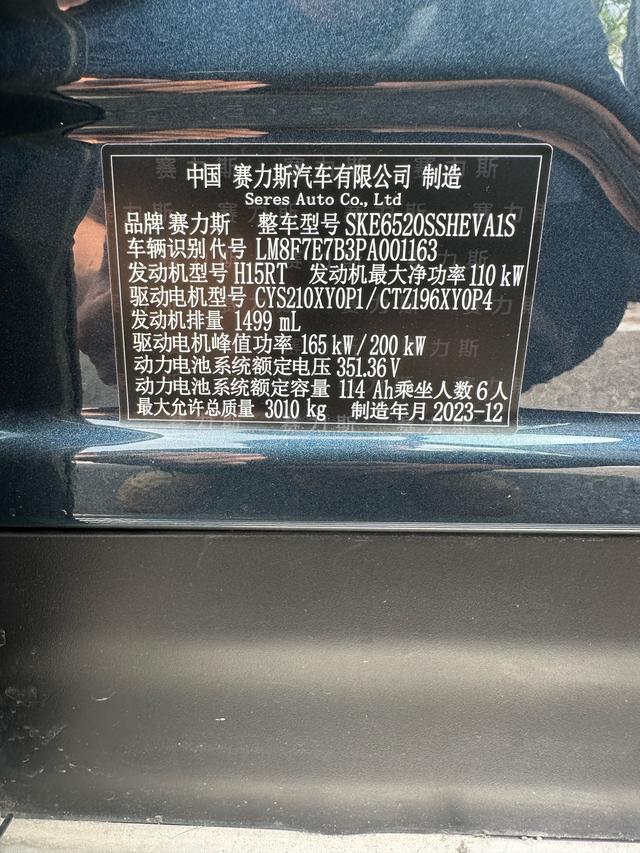 中国 赛力斯汽车有限公司 制造
Seres Auto Co., Ltd
品牌 赛力斯 整车型号 SKE6520SSHEVA1S
车辆识别代号 LM8F7E7B3PA001163
发动机型号 H15RT 发动机最大净功率 110 kW
驱动电机型号 CYS210XY0P1/CTZ196XY0P4
发动机排量 1499 mL
驱动电机峰值功率 165 kW/200 kW
动力电池系统额定电压 351.36 V
动力电池系统额定容量 114 Ah 乘坐人数 6 人
最大允许总质量 3010 kg 制造年月 2023-12